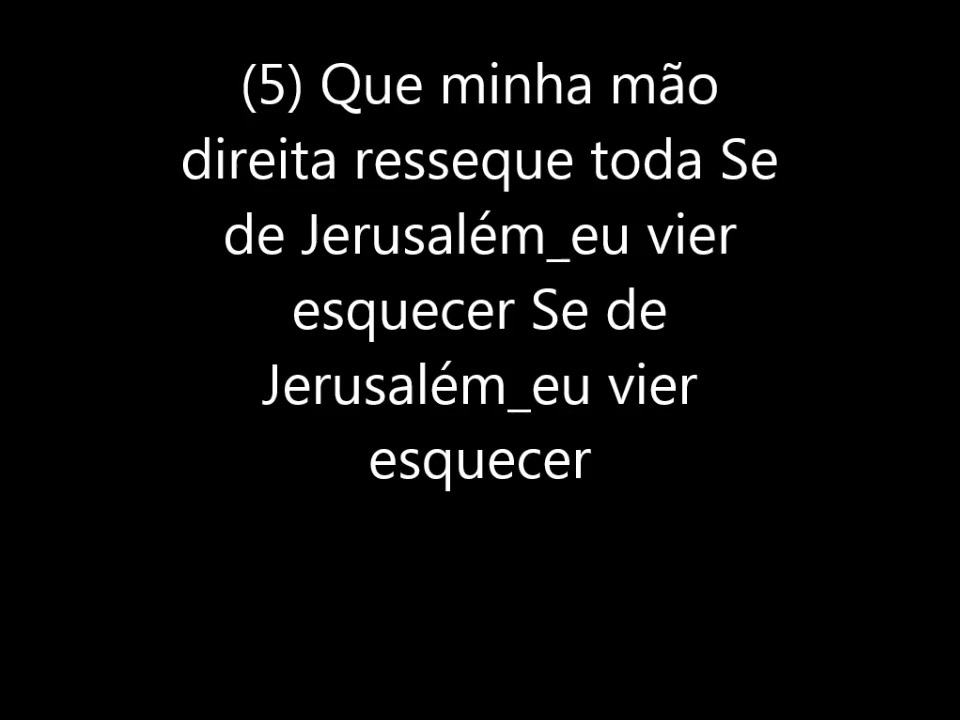 (5) Que minha mão
direita resseque toda Se
de Jerusalém_eu vier
esquecer Se de
Jerusalém_eu vier
esquecer